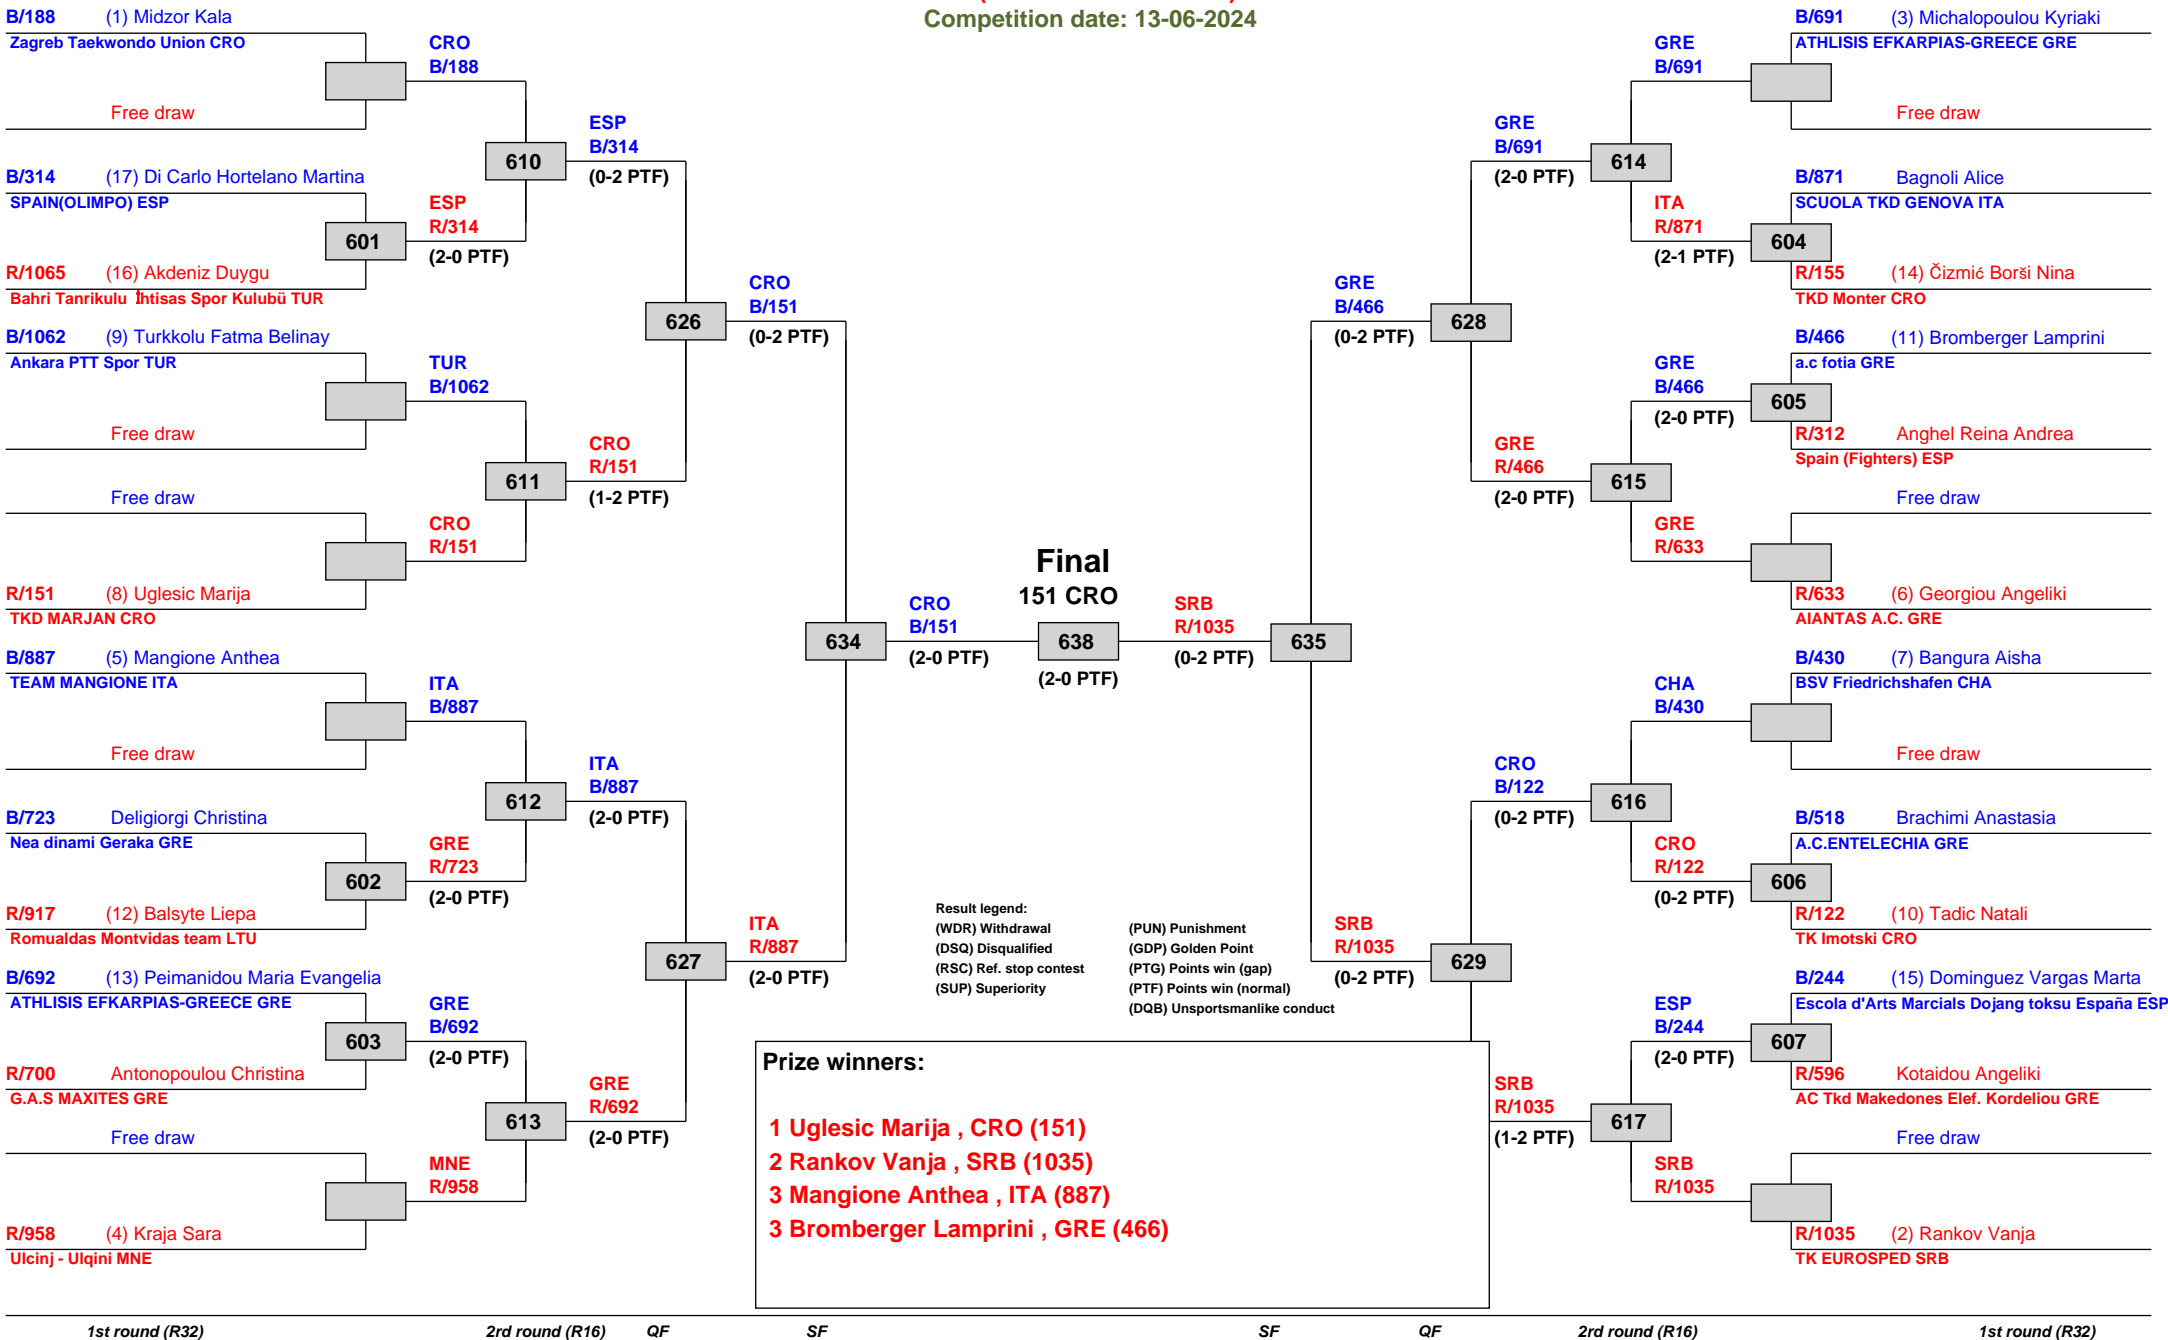 Competition date: 13-06-2024
B/188 (1) Midzor Kala
Zagreb Taekwondo Union CRO
Free draw
B/314 (17) Di Carlo Hortelano Martina
SPAIN(OLIMPO) ESP
R/1065 (16) Akdeniz Duygu
Bahri Tanrikulu İhtisas Spor Kulubü TUR
B/1062 (9) Turkkolu Fatma Belinay
Ankara PTT Spor TUR
Free draw
Free draw
R/151 (8) Uglesic Marija
TKD MARJAN CRO
B/887 (5) Mangione Anthea
TEAM MANGIONE ITA
Free draw
B/723 Deligiorgi Christina
Nea dinami Geraka GRE
R/917 (12) Balsyte Liepa
Romualdas Montvidas team LTU
B/692 (13) Peimanidou Maria Evangelia
ATHLISIS EFKARPIAS-GREECE GRE
R/700 Antonopoulou Christina
G.A.S MAXITES GRE
Free draw
R/958 (4) Kraja Sara
Ulcinj - Ulqini MNE
601
602
603
CRO
B/188
ESP
R/314
(2-0 PTF)
TUR
B/1062
CRO
R/151
ITA
B/887
GRE
R/723
(2-0 PTF)
GRE
B/692
(2-0 PTF)
MNE
R/958
610
611
612
613
ESP
B/314
(0-2 PTF)
CRO
R/151
(1-2 PTF)
ITA
B/887
(2-0 PTF)
GRE
R/692
(2-0 PTF)
626
627
CRO
B/151
(0-2 PTF)
ITA
R/887
(2-0 PTF)
634
CRO
B/151
(2-0 PTF)
Final
151 CRO
638
(2-0 PTF)
SRB
R/1035
(0-2 PTF)
635
GRE
B/466
(0-2 PTF)
SRB
R/1035
(0-2 PTF)
628
629
GRE
B/691
(2-0 PTF)
GRE
R/466
(2-0 PTF)
CRO
B/122
(0-2 PTF)
SRB
R/1035
(1-2 PTF)
614
615
616
617
GRE
B/691
ITA
R/871
(2-1 PTF)
GRE
B/466
(2-0 PTF)
GRE
R/633
CHA
B/430
CRO
R/122
(0-2 PTF)
ESP
B/244
(2-0 PTF)
SRB
R/1035
604
605
606
607
B/691 (3) Michalopoulou Kyriaki
ATHLISIS EFKARPIAS-GREECE GRE
Free draw
B/871 Bagnoli Alice
SCUOLA TKD GENOVA ITA
R/155 (14) Čizmić Borši Nina
TKD Monter CRO
B/466 (11) Bromberger Lamprini
a.c fotia GRE
R/312 Anghel Reina Andrea
Spain (Fighters) ESP
Free draw
R/633 (6) Georgiou Angeliki
AIANTAS A.C. GRE
B/430 (7) Bangura Aisha
BSV Friedrichshafen CHA
Free draw
B/518 Brachimi Anastasia
A.C.ENTELECHIA GRE
R/122 (10) Tadic Natali
TK Imotski CRO
B/244 (15) Dominguez Vargas Marta
Escola d'Arts Marcials Dojang toksu España ESP
R/596 Kotaidou Angeliki
AC Tkd Makedones Elef. Kordeliou GRE
Free draw
R/1035 (2) Rankov Vanja
TK EUROSPED SRB
Result legend:
(WDR) Withdrawal
(DSQ) Disqualified
(RSC) Ref. stop contest
(SUP) Superiority
(PUN) Punishment
(GDP) Golden Point
(PTG) Points win (gap)
(PTF) Points win (normal)
(DQB) Unsportsmanlike conduct
Prize winners:
1 Uglesic Marija , CRO (151)
2 Rankov Vanja , SRB (1035)
3 Mangione Anthea , ITA (887)
3 Bromberger Lamprini , GRE (466)
1st round (R32) 2rd round (R16) QF SF SF QF 2rd round (R16) 1st round (R32)